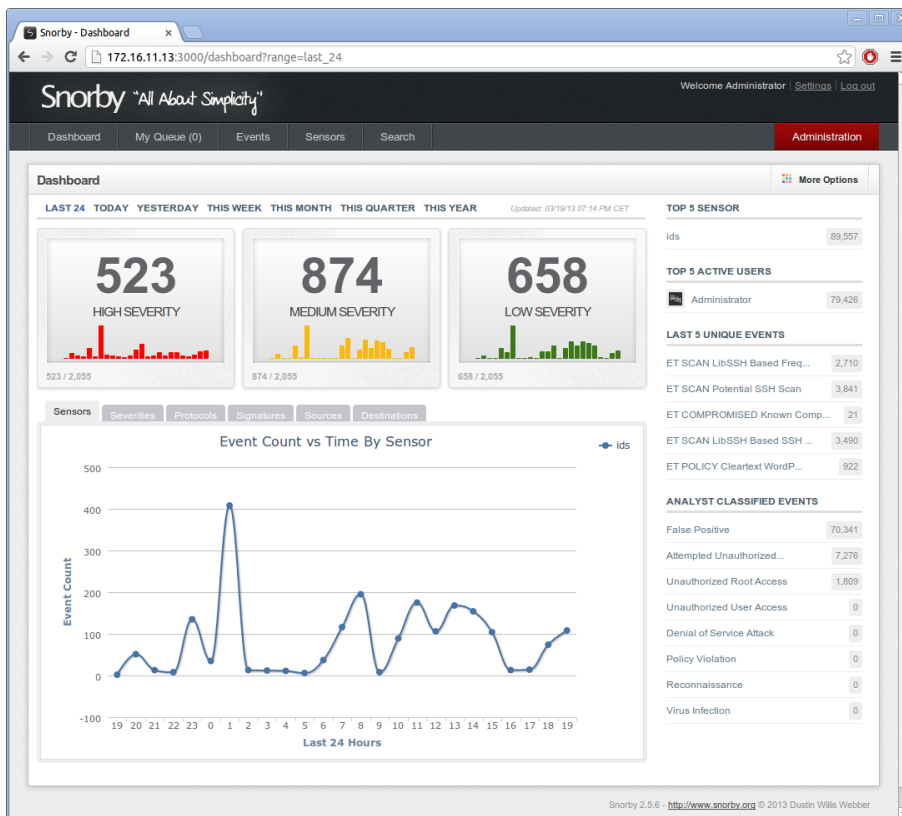 Snorby - Dashboard
172.16.11.13:3000/dashboard?range=last_24
Snorby "All About Simplicity"
Welcome Administrator | Settings | Log out
Dashboard My Queue (0) Events Sensors Search Administration
Dashboard
More Options
LAST 24 TODAY YESTERDAY THIS WEEK THIS MONTH THIS QUARTER THIS YEAR Updated: 03/19/13 07:14 PM CET
523
HIGH SEVERITY
523 / 2,055
874
MEDIUM SEVERITY
874 / 2,055
658
LOW SEVERITY
658 / 2,055
Sensors Severities Protocols Signatures Sources Destinations
Event Count vs Time By Sensor
ids
Event Count
500
400
300
200
100
0
-100
19 20 21 22 23 0 1 2 3 4 5 6 7 8 9 10 11 12 13 14 15 16 17 18 19
Last 24 Hours
TOP 5 SENSOR
ids 89,557
TOP 5 ACTIVE USERS
Administrator 79,426
LAST 5 UNIQUE EVENTS
ET SCAN LibSSH Based Freq... 2,710
ET SCAN Potential SSH Scan 3,841
ET COMPROMISED Known Comp... 21
ET SCAN LibSSH Based SSH ... 3,490
ET POLICY Cleartext WordP... 922
ANALYST CLASSIFIED EVENTS
False Positive 70,341
Attempted Unauthorized... 7,276
Unauthorized Root Access 1,809
Unauthorized User Access 0
Denial of Service Attack 0
Policy Violation 0
Reconnaissance 0
Virus Infection 0
Snorby 2.5.6 - http://www.snorby.org © 2013 Dustin Willis Webber